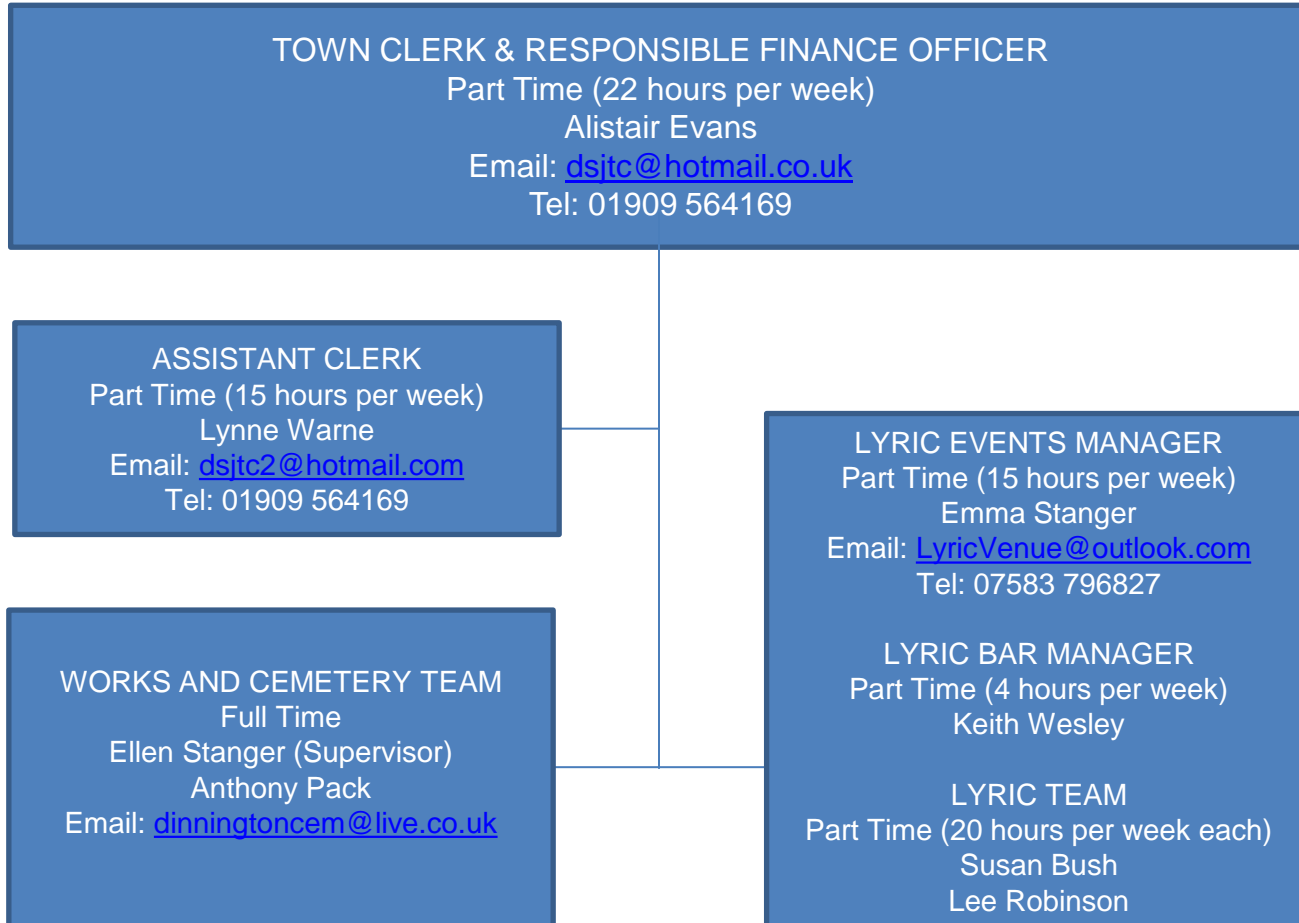 TOWN CLERK & RESPONSIBLE FINANCE OFFICER
Part Time (22 hours per week)
Alistair Evans
Email: dsjtc@hotmail.co.uk
Tel: 01909 564169
ASSISTANT CLERK
Part Time (15 hours per week)
Lynne Warne
Email: dsjtc2@hotmail.com
Tel: 01909 564169
WORKS AND CEMETERY TEAM
Full Time
Ellen Stanger (Supervisor)
Anthony Pack
Email: dinningtoncem@live.co.uk
LYRIC EVENTS MANAGER
Part Time (15 hours per week)
Emma Stanger
Email: LyricVenue@outlook.com
Tel: 07583 796827
LYRIC BAR MANAGER
Part Time (4 hours per week)
Keith Wesley
LYRIC TEAM
Part Time (20 hours per week each)
Susan Bush
Lee Robinson